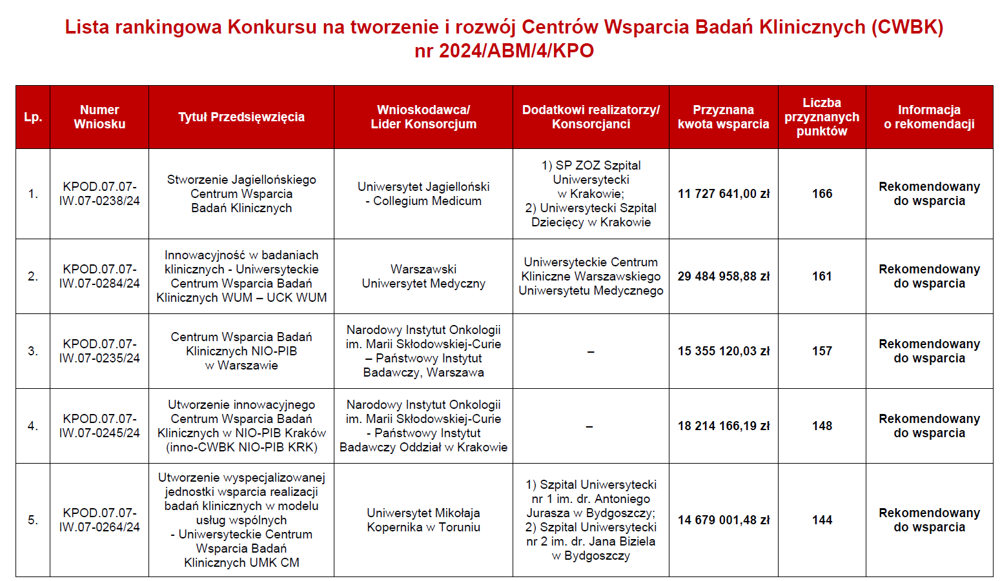 Lista rankingowa Konkursu na tworzenie i rozwój Centrów Wsparcia Badań Klinicznych (CWBK)
nr 2024/ABM/4/KPO
Lp.
Numer
Wniosku
Tytuł Przedsięwzięcia
Wnioskodawca/
Lider Konsorcjum
Dodatkowi realizatorzy/
Konsorcjanci
Przyznana
kwota wsparcia
Liczba
przyznanych
punktów
Informacja
o rekomendacji
1.
KPOD.07.07-
IW.07-0238/24
Stworzenie Jagiellońskiego
Centrum Wsparcia
Badań Klinicznych
Uniwersytet Jagielloński
- Collegium Medicum
1) SP ZOZ Szpital
Uniwersytecki
w Krakowie;
2) Uniwersytecki Szpital
Dziecięcy w Krakowie
11 727 641,00 zł
166
Rekomendowany
do wsparcia
2.
KPOD.07.07-
IW.07-0284/24
Innowacyjność w badaniach
klinicznych - Uniwersyteckie
Centrum Wsparcia Badań
Klinicznych WUM – UCK WUM
Warszawski
Uniwersytet Medyczny
Uniwersyteckie Centrum
Kliniczne Warszawskiego
Uniwersytetu Medycznego
29 484 958,88 zł
161
Rekomendowany
do wsparcia
3.
KPOD.07.07-
IW.07-0235/24
Centrum Wsparcia Badań
Klinicznych NIO-PIB
w Warszawie
Narodowy Instytut Onkologii
im. Marii Skłodowskiej-Curie
– Państwowy Instytut
Badawczy, Warszawa
–
15 355 120,03 zł
157
Rekomendowany
do wsparcia
4.
KPOD.07.07-
IW.07-0245/24
Utworzenie innowacyjnego
Centrum Wsparcia Badań
Klinicznych w NIO-PIB Kraków
(inno-CWBK NIO-PIB KRK)
Narodowy Instytut Onkologii
im. Marii Skłodowskiej-Curie
- Państwowy Instytut
Badawczy Oddział w Krakowie
–
18 214 166,19 zł
148
Rekomendowany
do wsparcia
5.
KPOD.07.07-
IW.07-0264/24
Utworzenie wyspecjalizowanej
jednostki wsparcia realizacji
badań klinicznych w modelu
usług wspólnych
- Uniwersyteckie Centrum
Wsparcia Badań
Klinicznych UMK CM
Uniwersytet Mikołaja
Kopernika w Toruniu
1) Szpital Uniwersytecki
nr 1 im. dr. Antoniego
Jurasza w Bydgoszczy;
2) Szpital Uniwersytecki
nr 2 im. dr. Jana Biziela
w Bydgoszczy
14 679 001,48 zł
144
Rekomendowany
do wsparcia